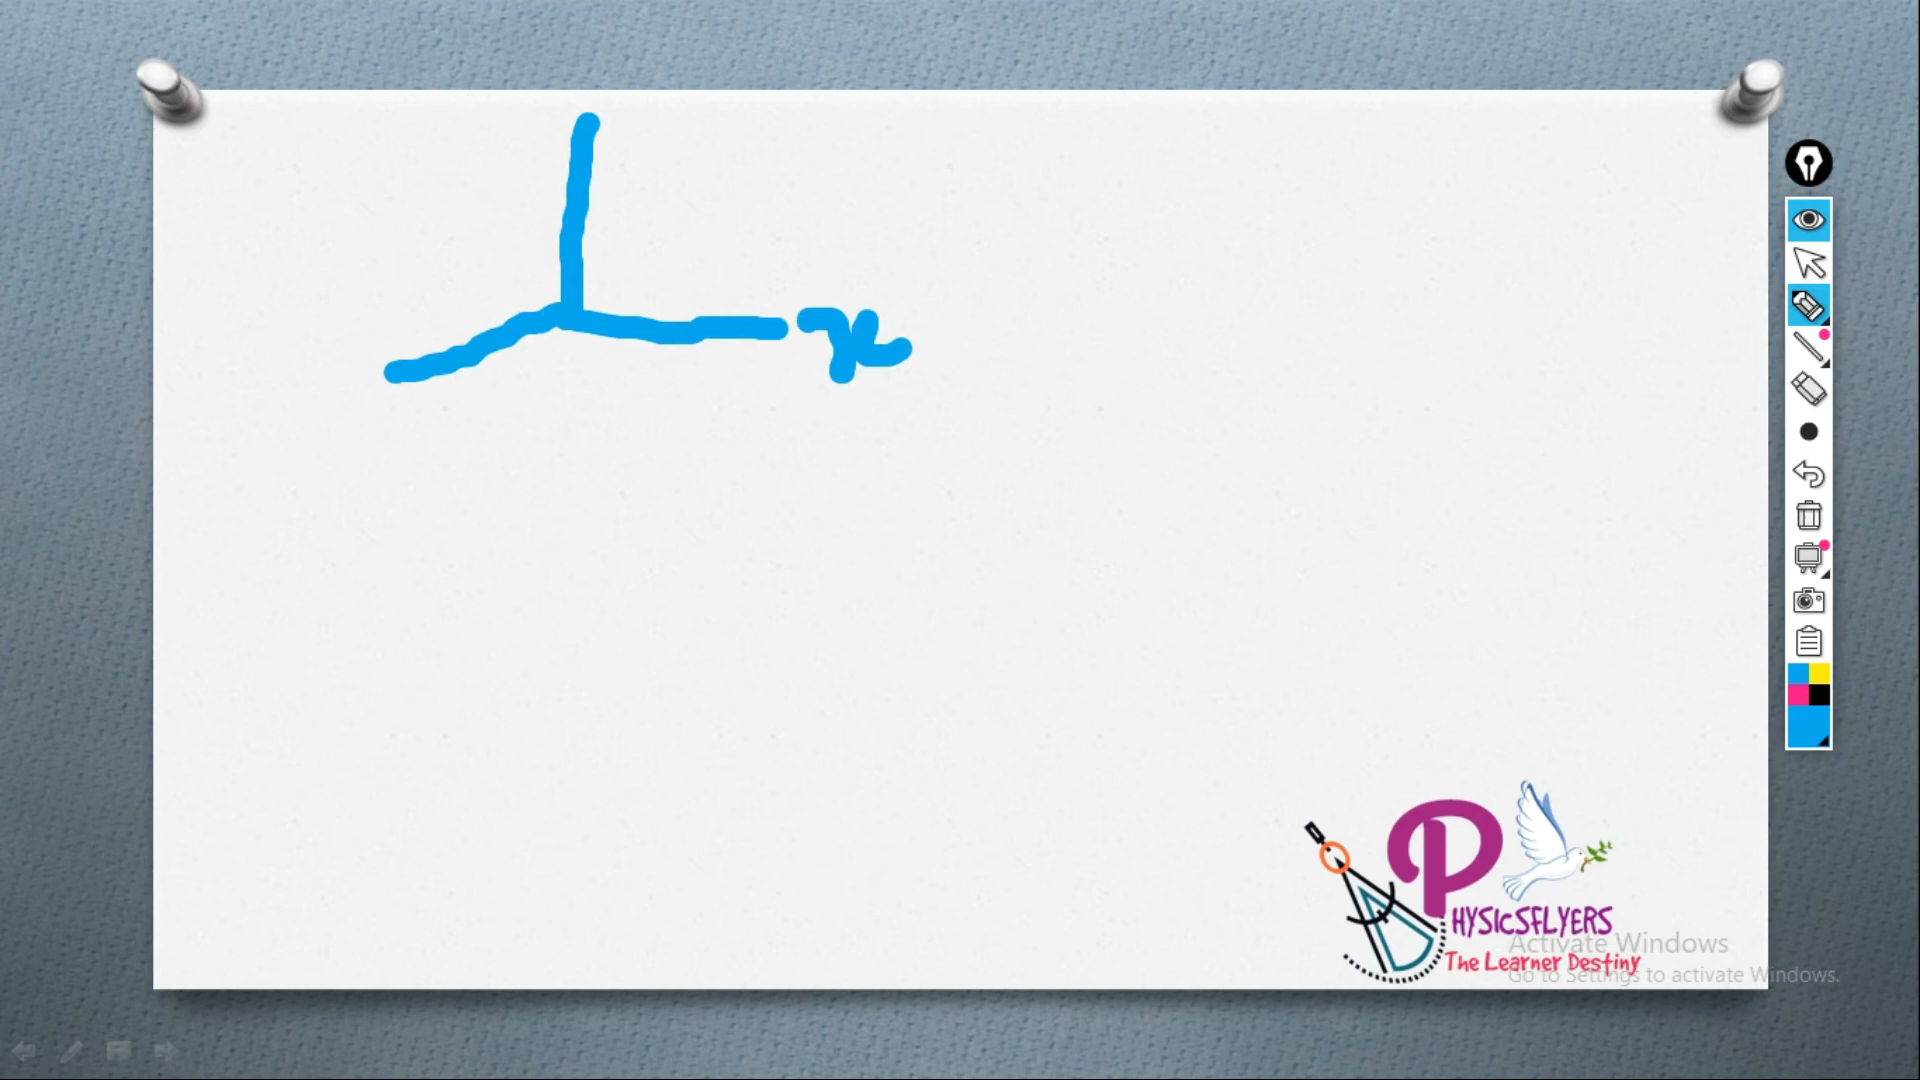 x
PHYSICSFLYERS
The Learner Destiny
Activate Windows
Go to Settings to activate Windows.